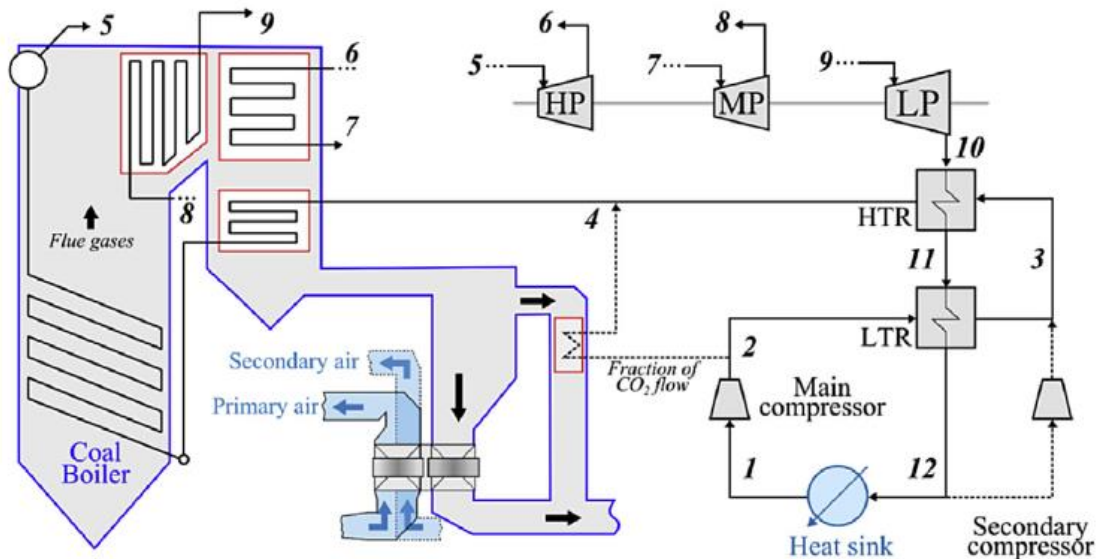 5
9
6
7
8
Flue gases
Coal
Boiler
Secondary air
Primary air
Fraction of
CO₂ flow
5
6
HP
7
8
MP
9
LP
10
HTR
4
11
3
LTR
2
Main
compressor
1
12
Heat sink
Secondary
compressor